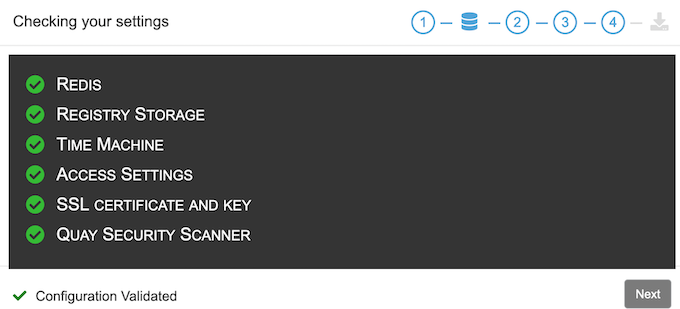 Checking your settings
1 2 3 4
Redis
Registry Storage
Time Machine
Access Settings
SSL certificate and key
Quay Security Scanner
Configuration Validated
Next